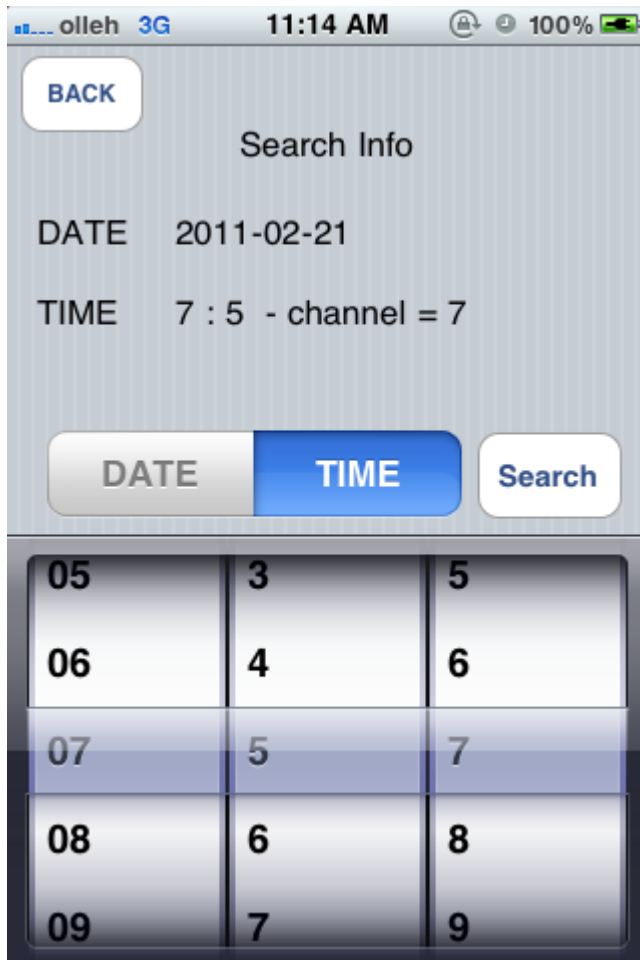 olleh 3G 11:14 AM 100%
BACK
Search Info
DATE 2011-02-21
TIME 7 : 5 - channel = 7
DATE TIME Search
05 3 5
06 4 6
07 5 7
08 6 8
09 7 9